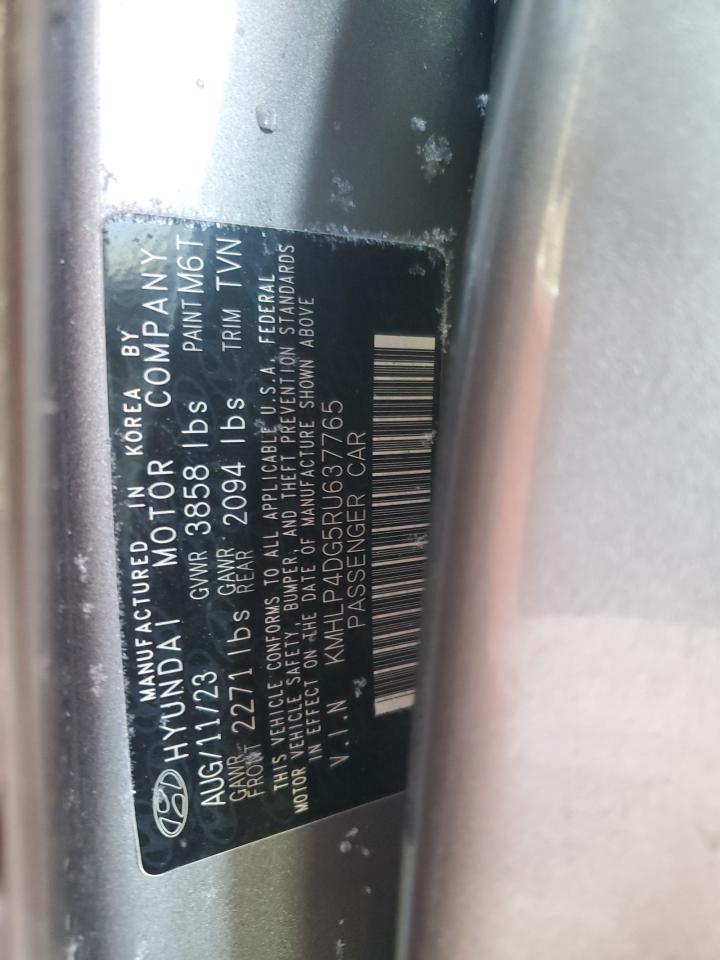 MANUFACTURED IN KOREA BY
HYUNDAI MOTOR COMPANY
AUG/11/23 GVWR 3858 lbs PAINT M6T
GAWR FRONT 2271 lbs GAWR REAR 2094 lbs TRIM TVN
THIS VEHICLE CONFORMS TO ALL APPLICABLE U.S.A. FEDERAL
MOTOR VEHICLE SAFETY, BUMPER, AND THEFT PREVENTION STANDARDS
IN EFFECT ON THE DATE OF MANUFACTURE SHOWN ABOVE
V.I.N KMHLP4DG5RU637765
PASSENGER CAR